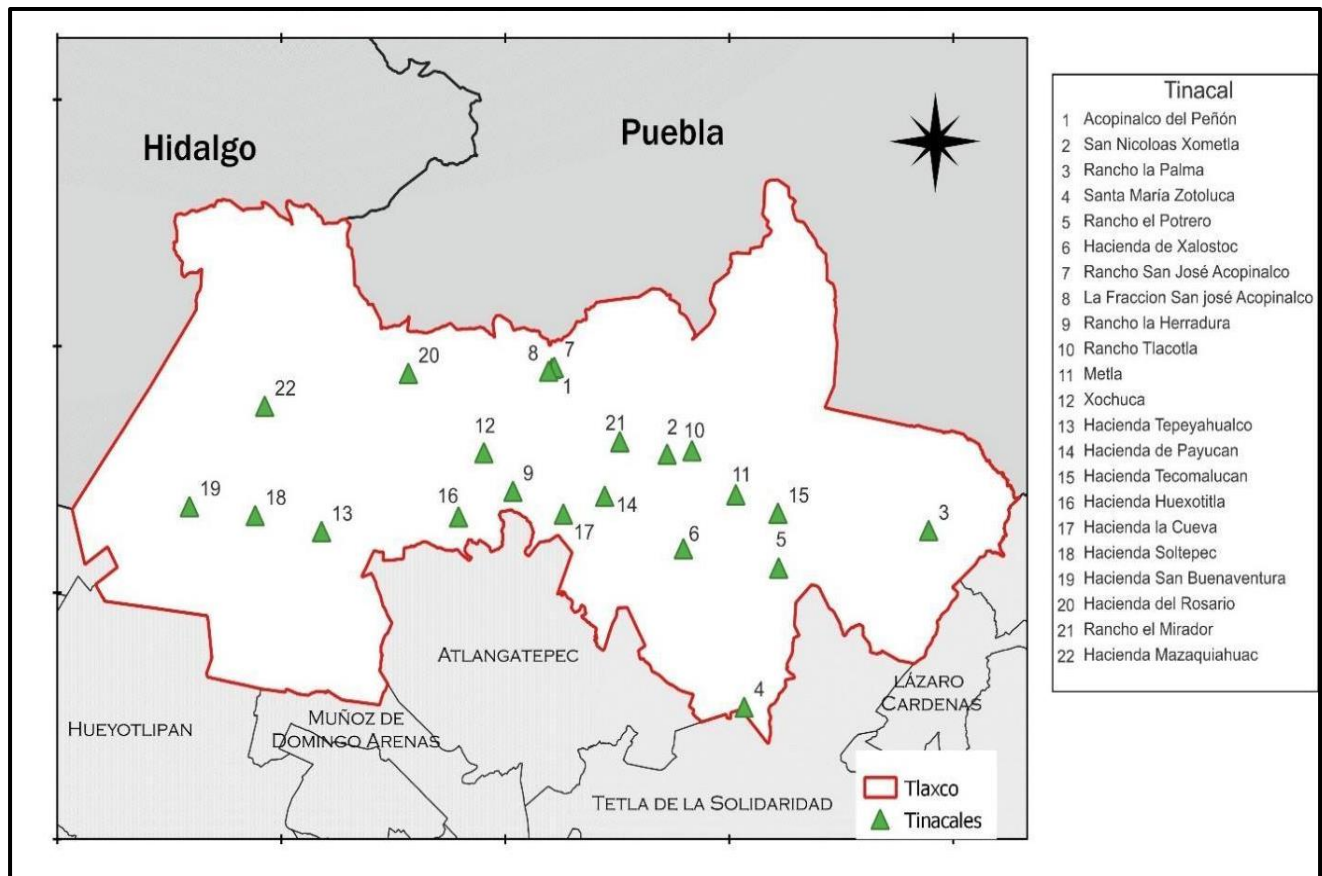 Hidalgo
Puebla
20
8
7
1
22
12
21
2
10
9
11
15
19
18
13
16
17
14
6
5
3
4
ATLANGATEPEC
HUEYOTLIPAN
MUÑOZ DE
DOMINGO ARENAS
LÁZARO
CARDENAS
TETLA DE LA SOLIDARIDAD
Tlaxco
Tinacales
Tinacal
1 Acopinalco del Peñón
2 San Nicoloas Xometla
3 Rancho la Palma
4 Santa María Zotoluca
5 Rancho el Potrero
6 Hacienda de Xalostoc
7 Rancho San José Acopinalco
8 La Fraccion San josé Acopinalco
9 Rancho la Herradura
10 Rancho Tlacotla
11 Metla
12 Xochuca
13 Hacienda Tepeyahualco
14 Hacienda de Payucan
15 Hacienda Tecomalucan
16 Hacienda Huexotitla
17 Hacienda la Cueva
18 Hacienda Soltepec
19 Hacienda San Buenaventura
20 Hacienda del Rosario
21 Rancho el Mirador
22 Hacienda Mazaquiahuac